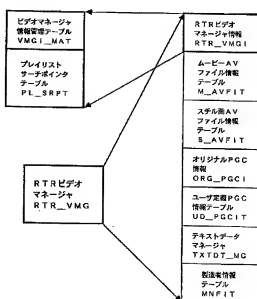 ビデオマネージャ
情報管理テーブル
VMGI_MAT
プレイリスト
サーチポインタ
テーブル
PL_SRPT
RTRビデオ
マネージャ
RTR_VMG
RTRビデオ
マネージャ情報
RTR_VMGI
ムービーAV
ファイル情報
テーブル
M_AVFIT
スチル画AV
ファイル情報
テーブル
S_AVFIT
オリジナルPGC
情報
ORG_PGCI
ユーザ定義PGC
情報テーブル
UD_PGCIT
テキストデータ
マネージャ
TXTDT_MG
製造者情報
テーブル
MNFIT